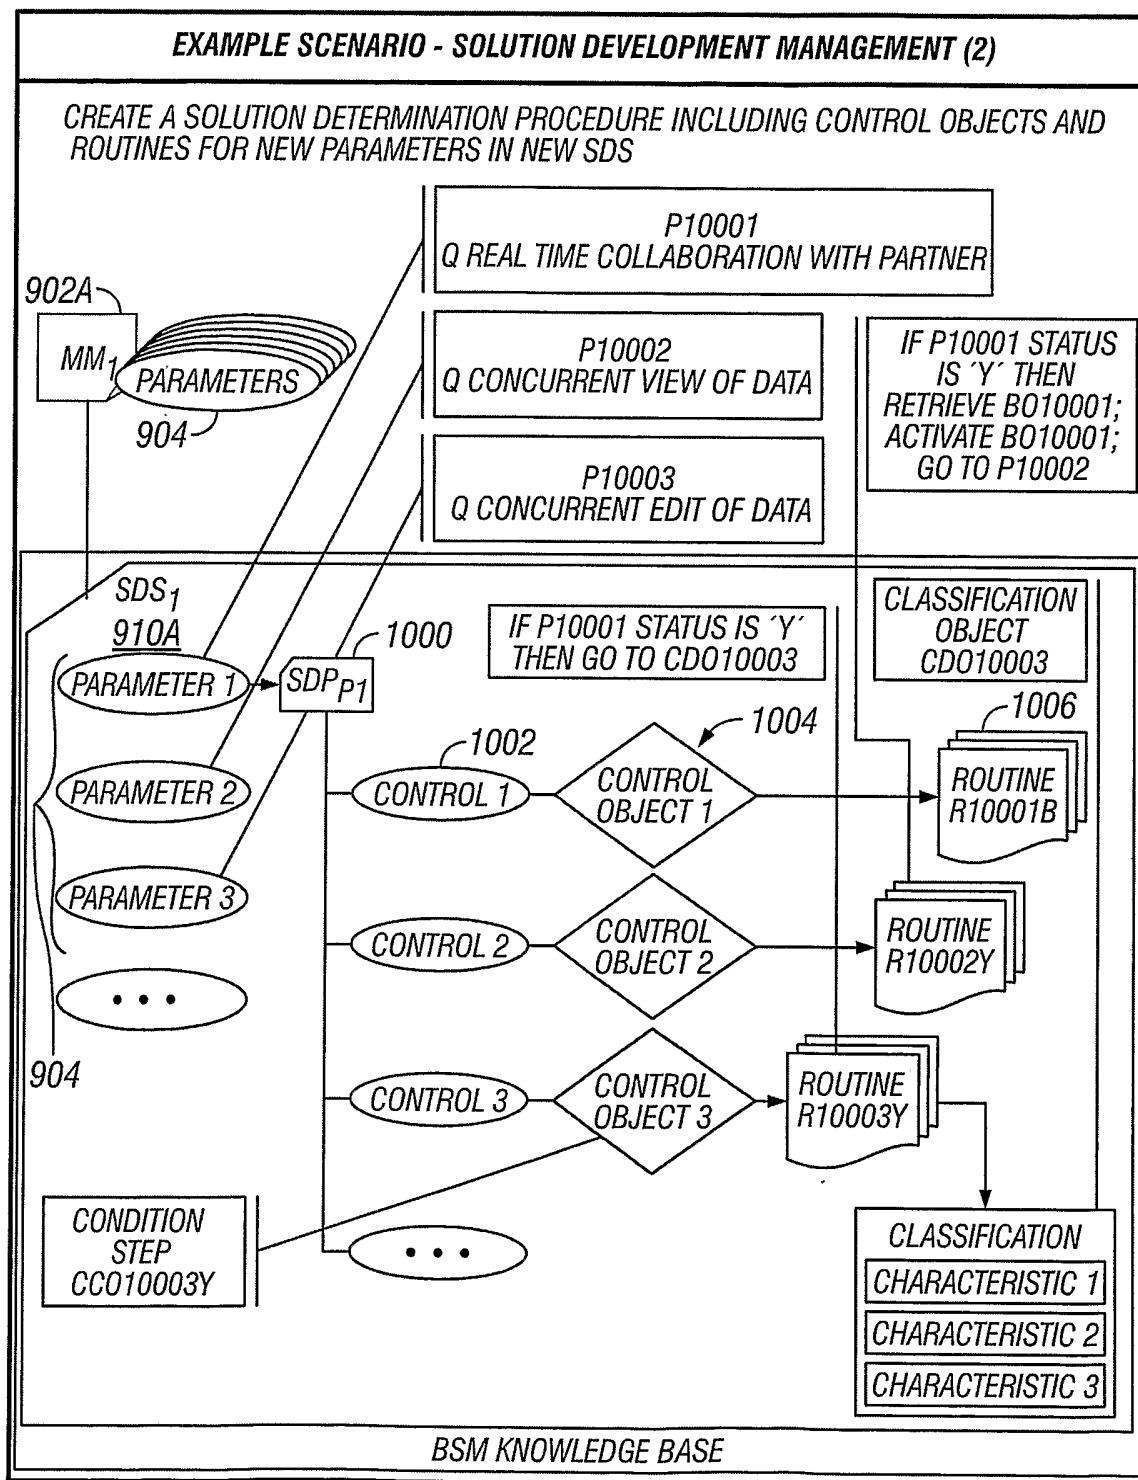 EXAMPLE SCENARIO - SOLUTION DEVELOPMENT MANAGEMENT (2)
CREATE A SOLUTION DETERMINATION PROCEDURE INCLUDING CONTROL OBJECTS AND
ROUTINES FOR NEW PARAMETERS IN NEW SDS
P10001
Q REAL TIME COLLABORATION WITH PARTNER
902A
MM1
PARAMETERS
904
P10002
Q CONCURRENT VIEW OF DATA
IF P10001 STATUS
IS ´Y´ THEN
RETRIEVE BO10001;
ACTIVATE BO10001;
GO TO P10002
P10003
Q CONCURRENT EDIT OF DATA
SDS1
910A
PARAMETER 1
SDPP1
1000
IF P10001 STATUS IS ´Y´
THEN GO TO CDO10003
CLASSIFICATION
OBJECT
CDO10003
1002
1004
1006
PARAMETER 2
CONTROL 1
CONTROL
OBJECT 1
ROUTINE
R10001B
PARAMETER 3
CONTROL 2
CONTROL
OBJECT 2
ROUTINE
R10002Y
• • •
904
CONTROL 3
CONTROL
OBJECT 3
ROUTINE
R10003Y
CONDITION
STEP
CCO10003Y
• • •
CLASSIFICATION
CHARACTERISTIC 1
CHARACTERISTIC 2
CHARACTERISTIC 3
BSM KNOWLEDGE BASE